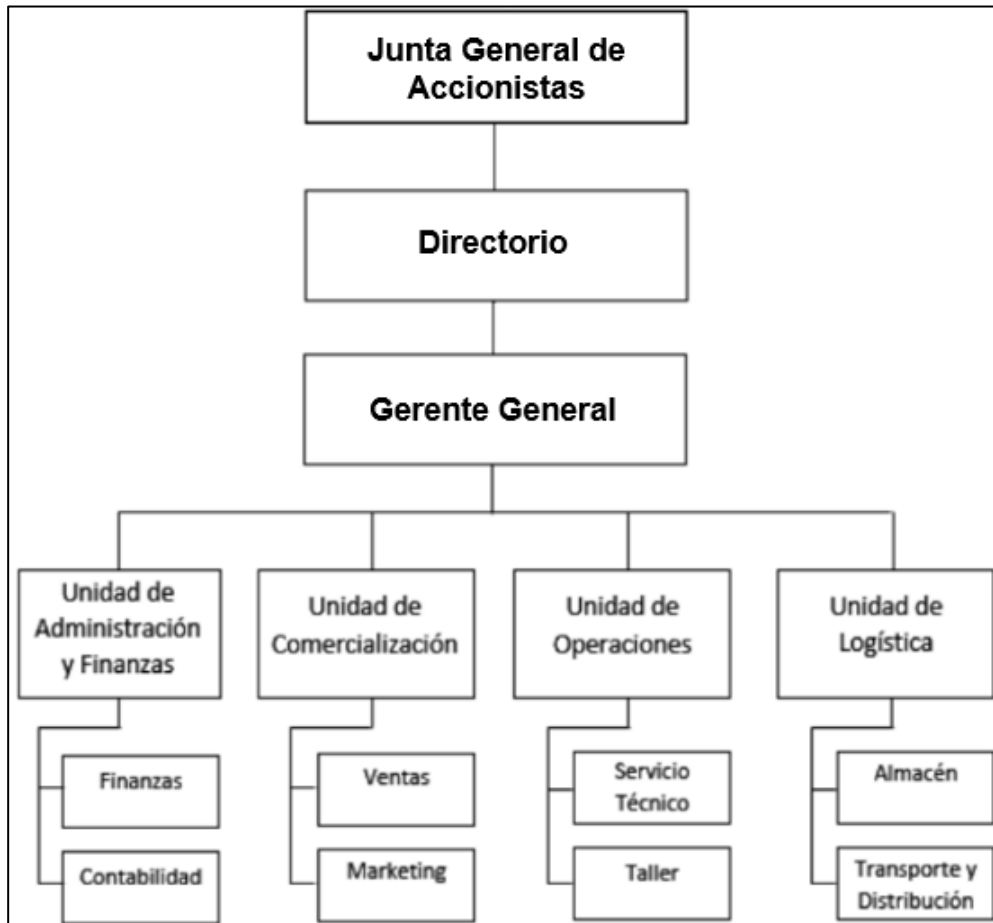 Junta General de
Accionistas
Directorio
Gerente General
Unidad de
Administración
y Finanzas
Unidad de
Comercialización
Unidad de
Operaciones
Unidad de
Logística
Finanzas
Contabilidad
Ventas
Marketing
Servicio
Técnico
Taller
Almacén
Transporte y
Distribución